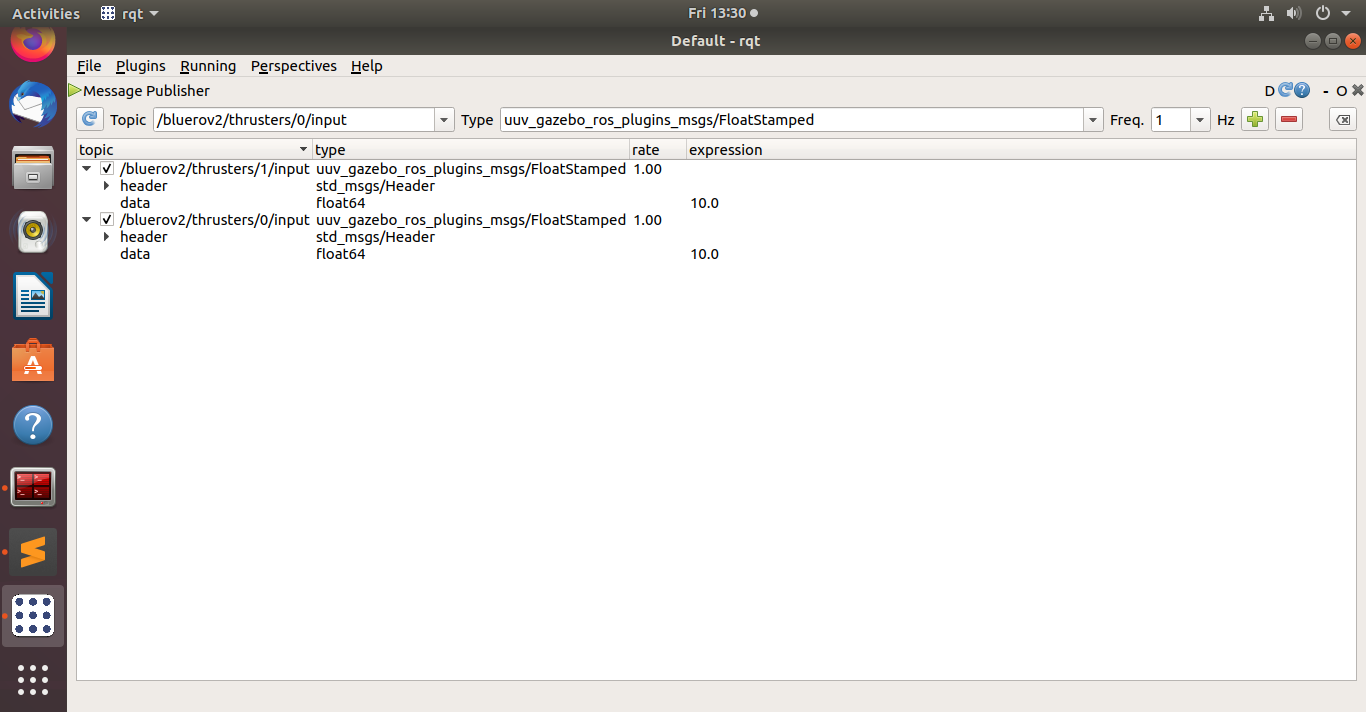 Activities rqt Fri 13:30
Default - rqt
File Plugins Running Perspectives Help
Message Publisher D - O
Topic /bluerov2/thrusters/0/input Type uuv_gazebo_ros_plugins_msgs/FloatStamped Freq. 1 Hz
topic type rate expression
/bluerov2/thrusters/1/input uuv_gazebo_ros_plugins_msgs/FloatStamped 1.00
header std_msgs/Header
data float64 10.0
/bluerov2/thrusters/0/input uuv_gazebo_ros_plugins_msgs/FloatStamped 1.00
header std_msgs/Header
data float64 10.0